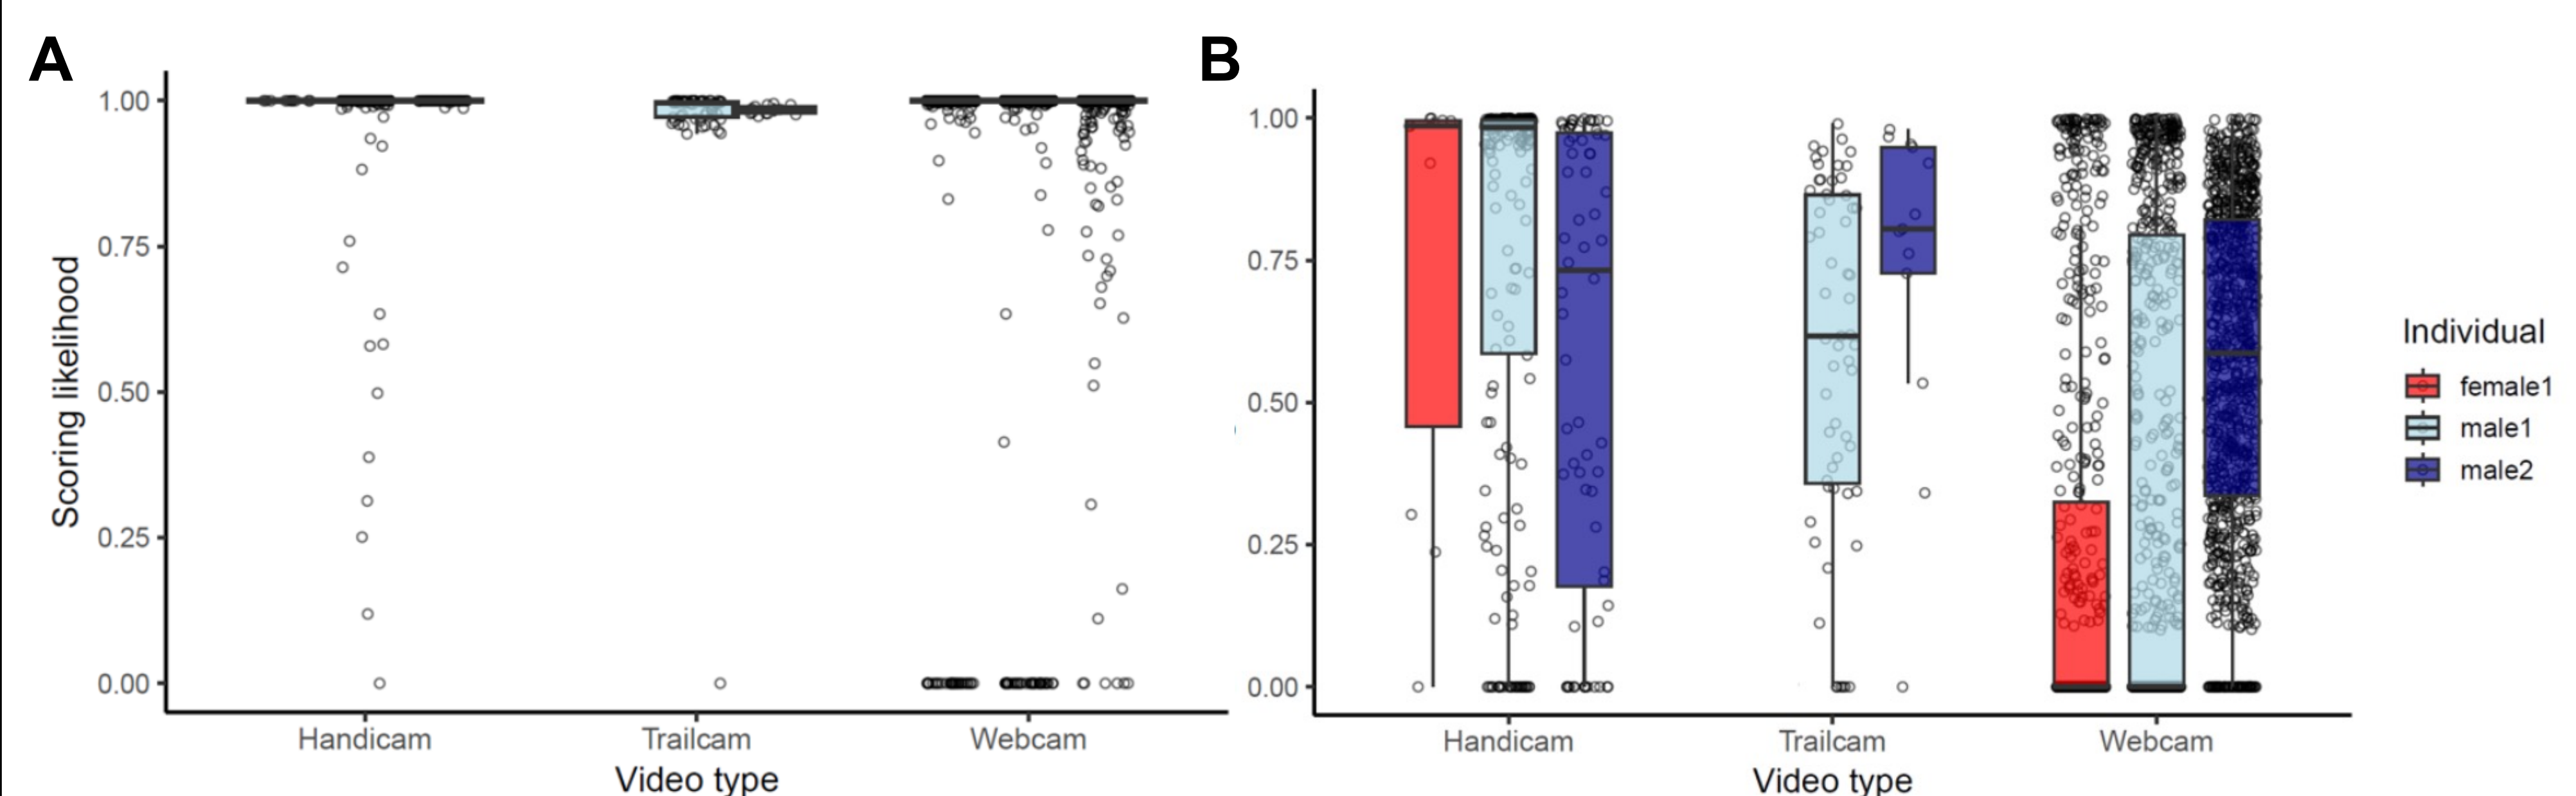 A
B
Scoring likelihood
1.00
0.75
0.50
0.25
0.00
Handicam
Trailcam
Webcam
Video type
1.00
0.75
0.50
0.25
0.00
Handicam
Trailcam
Webcam
Video type
Individual
female1
male1
male2